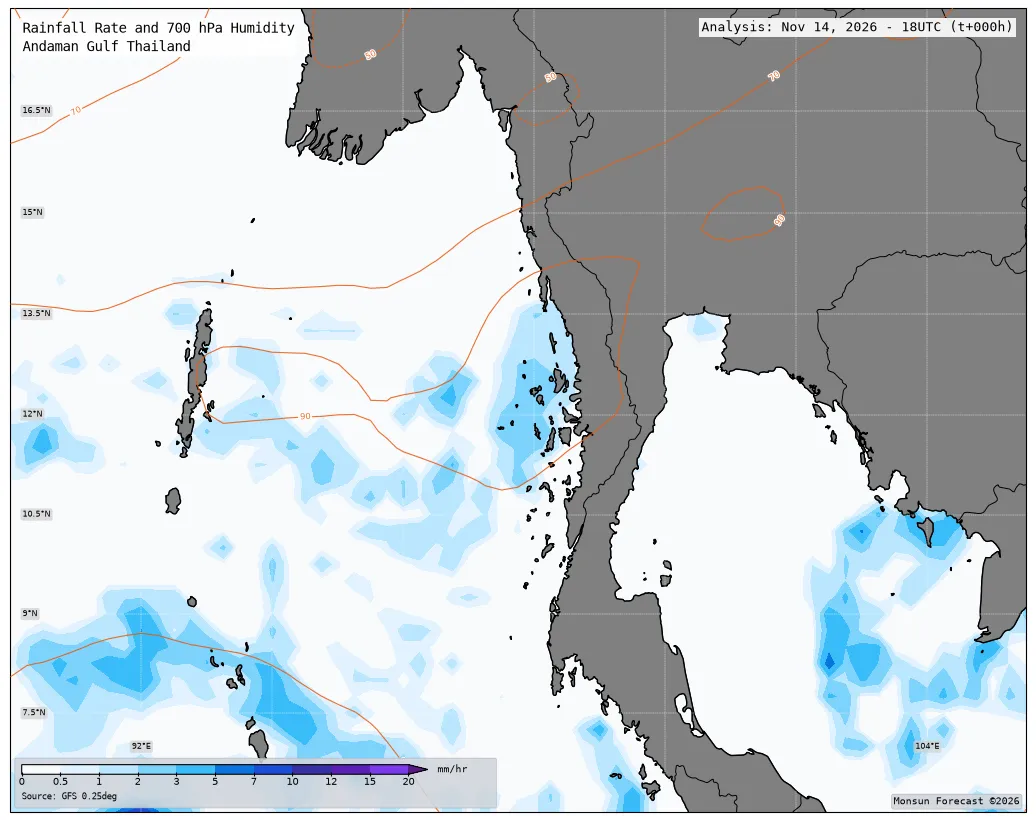 Rainfall Rate and 700 hPa Humidity
Andaman Gulf Thailand
Analysis: Nov 14, 2026 - 18UTC (t+000h)
50
50
70
70
16.5°N
15°N
90
13.5°N
12°N
90
10.5°N
9°N
7.5°N
92°E
104°E
mm/hr
0 0.5 1 2 3 5 7 10 12 15 20
Source: GFS 0.25deg
Monsun Forecast ©2026